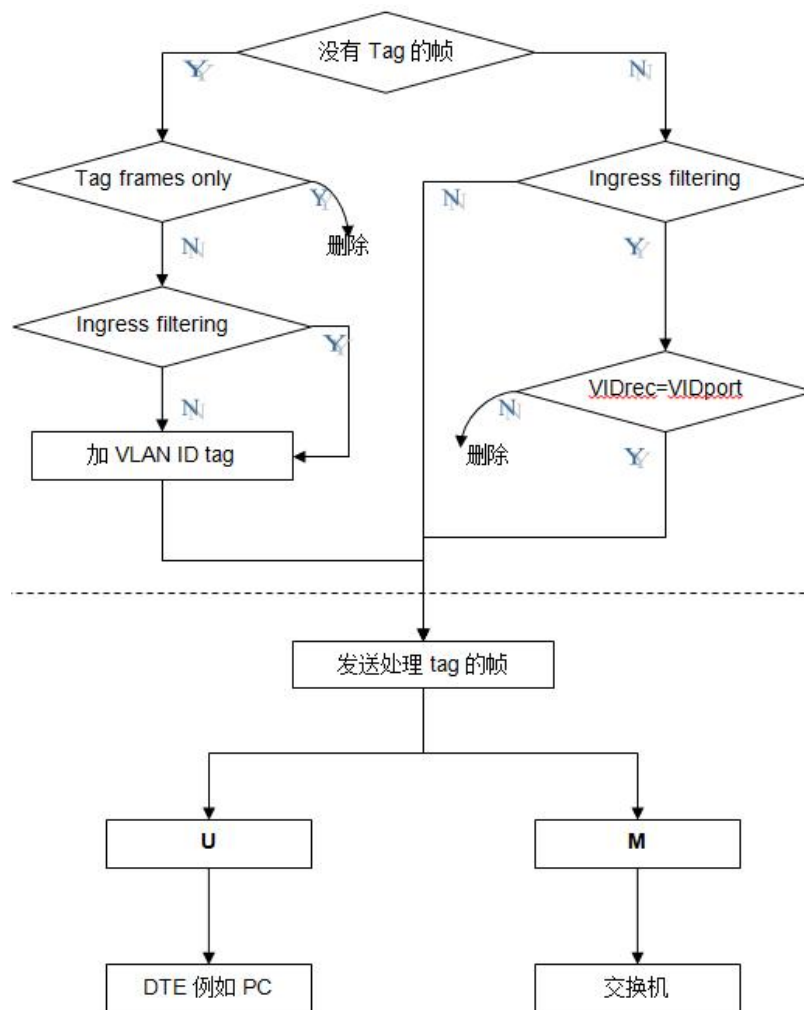 没有 Tag 的帧
Y
N
Tag frames only
Y
删除
N
Ingress filtering
N
Y
Ingress filtering
Y
N
VIDrec=VIDport
N
删除
Y
加 VLAN ID tag
N
Y
发送处理 tag 的帧
U
M
DTE 例如 PC
交换机